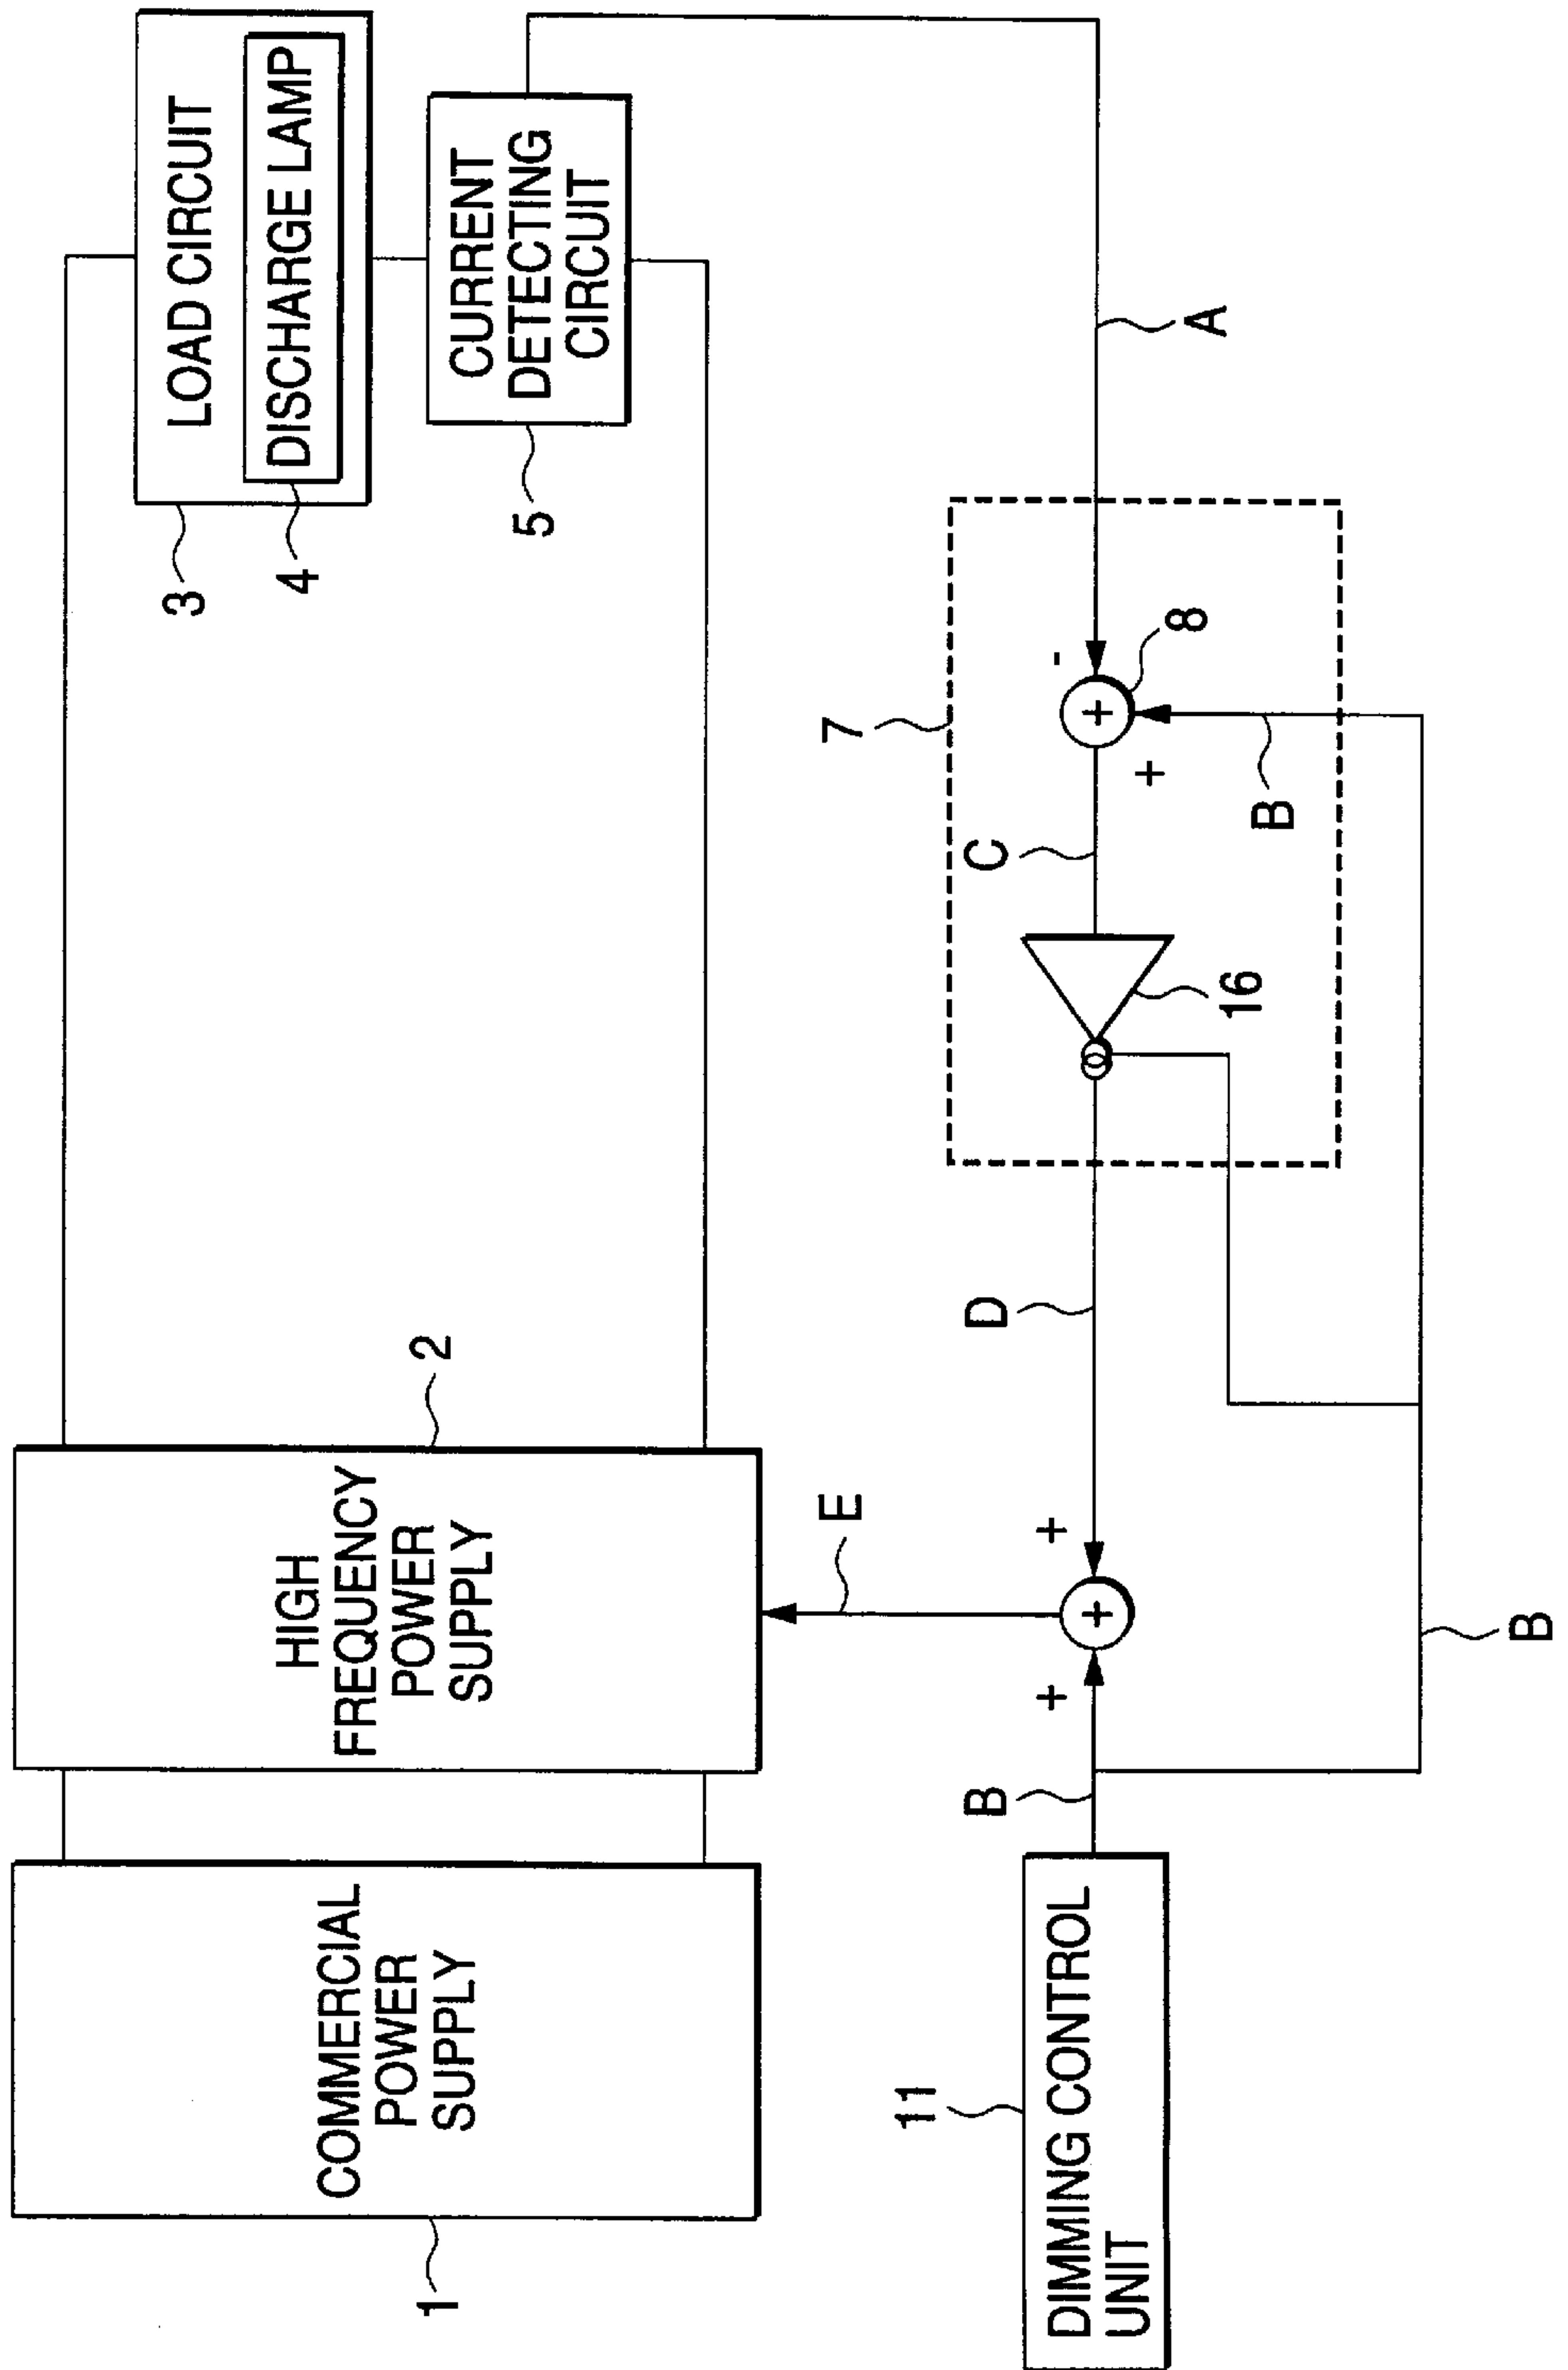 1
COMMERCIAL
POWER
SUPPLY
2
HIGH
FREQUENCY
POWER
SUPPLY
3
LOAD CIRCUIT
4
DISCHARGE LAMP
5
CURRENT
DETECTING
CIRCUIT
11
DIMMING CONTROL
UNIT
B
+
+
+
E
D
7
16
C
+
-
+
8
B
A
B